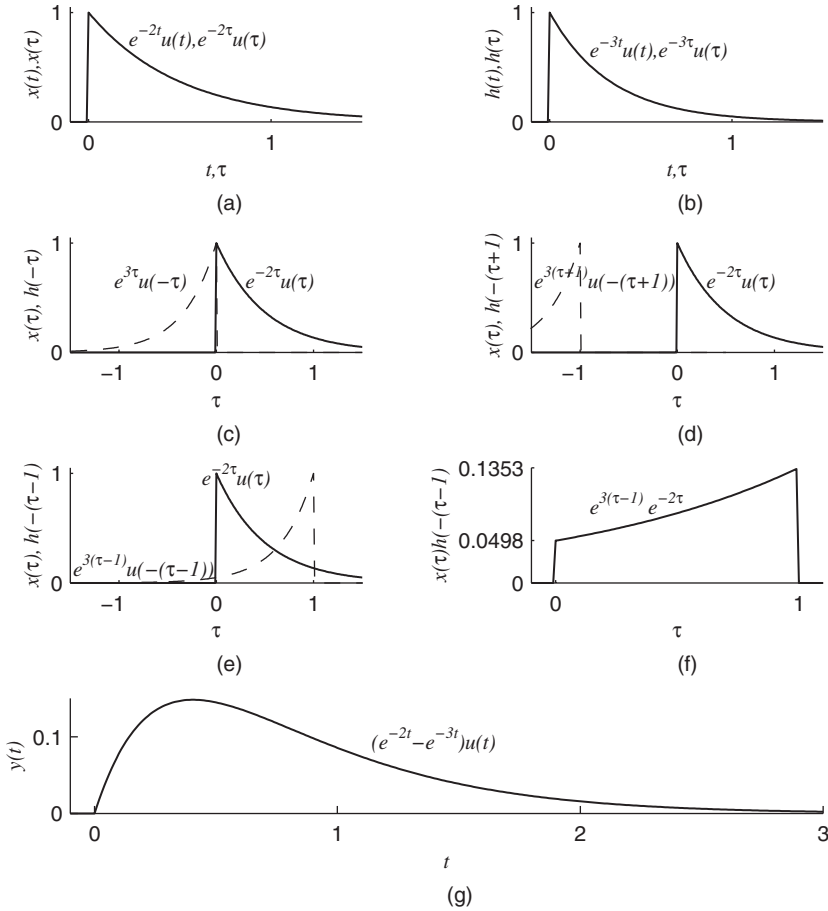 x(t),x(τ)
1
0
0
1
e^{-2t}u(t),e^{-2τ}u(τ)
t,τ
(a)
h(t),h(τ)
1
0
0
1
e^{-3t}u(t),e^{-3τ}u(τ)
t,τ
(b)
x(τ), h(−τ)
1
0
−1
0
1
e^{3τ}u(−τ)
e^{-2τ}u(τ)
τ
(c)
x(τ), h(−(τ+1)
1
0
−1
0
1
e^{3(τ+1)}u(−(τ+1))
e^{-2τ}u(τ)
τ
(d)
x(τ), h(−(τ−1)
1
0
−1
0
1
e^{-2τ}u(τ)
e^{3(τ−1)}u(−(τ−1))
τ
(e)
x(τ)h(−(τ−1)
0.1353
0.0498
0
0
1
e^{3(τ−1)} e^{-2τ}
τ
(f)
y(t)
0.1
0
0
1
2
3
(e^{-2t}−e^{-3t})u(t)
t
(g)